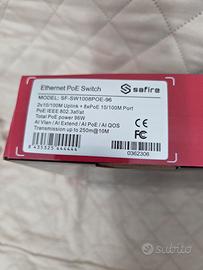 Ethernet PoE Switch
safire
MODEL: SF-SW1008POE-96
2x10/100M Uplink + 8xPoE 10/100M Port
PoE IEEE 802.3af/at
Total PoE power 96W
AI Vlan / AI Extend / AI PoE / AI QOS
Transmission up to 250m@10M
8 435325 444444
0362306
subito